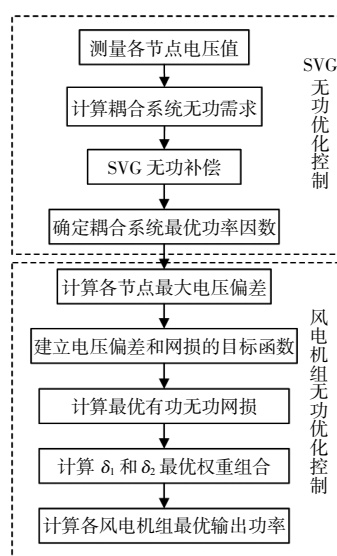 测量各节点电压值
计算耦合系统无功需求
SVG 无功补偿
确定耦合系统最优功率因数
SVG
无功优化控制
计算各节点最大电压偏差
建立电压偏差和网损的目标函数
计算最优有功无功网损
计算 δ₁ 和 δ₂ 最优权重组合
计算各风电机组最优输出功率
风电机组无功优化控制